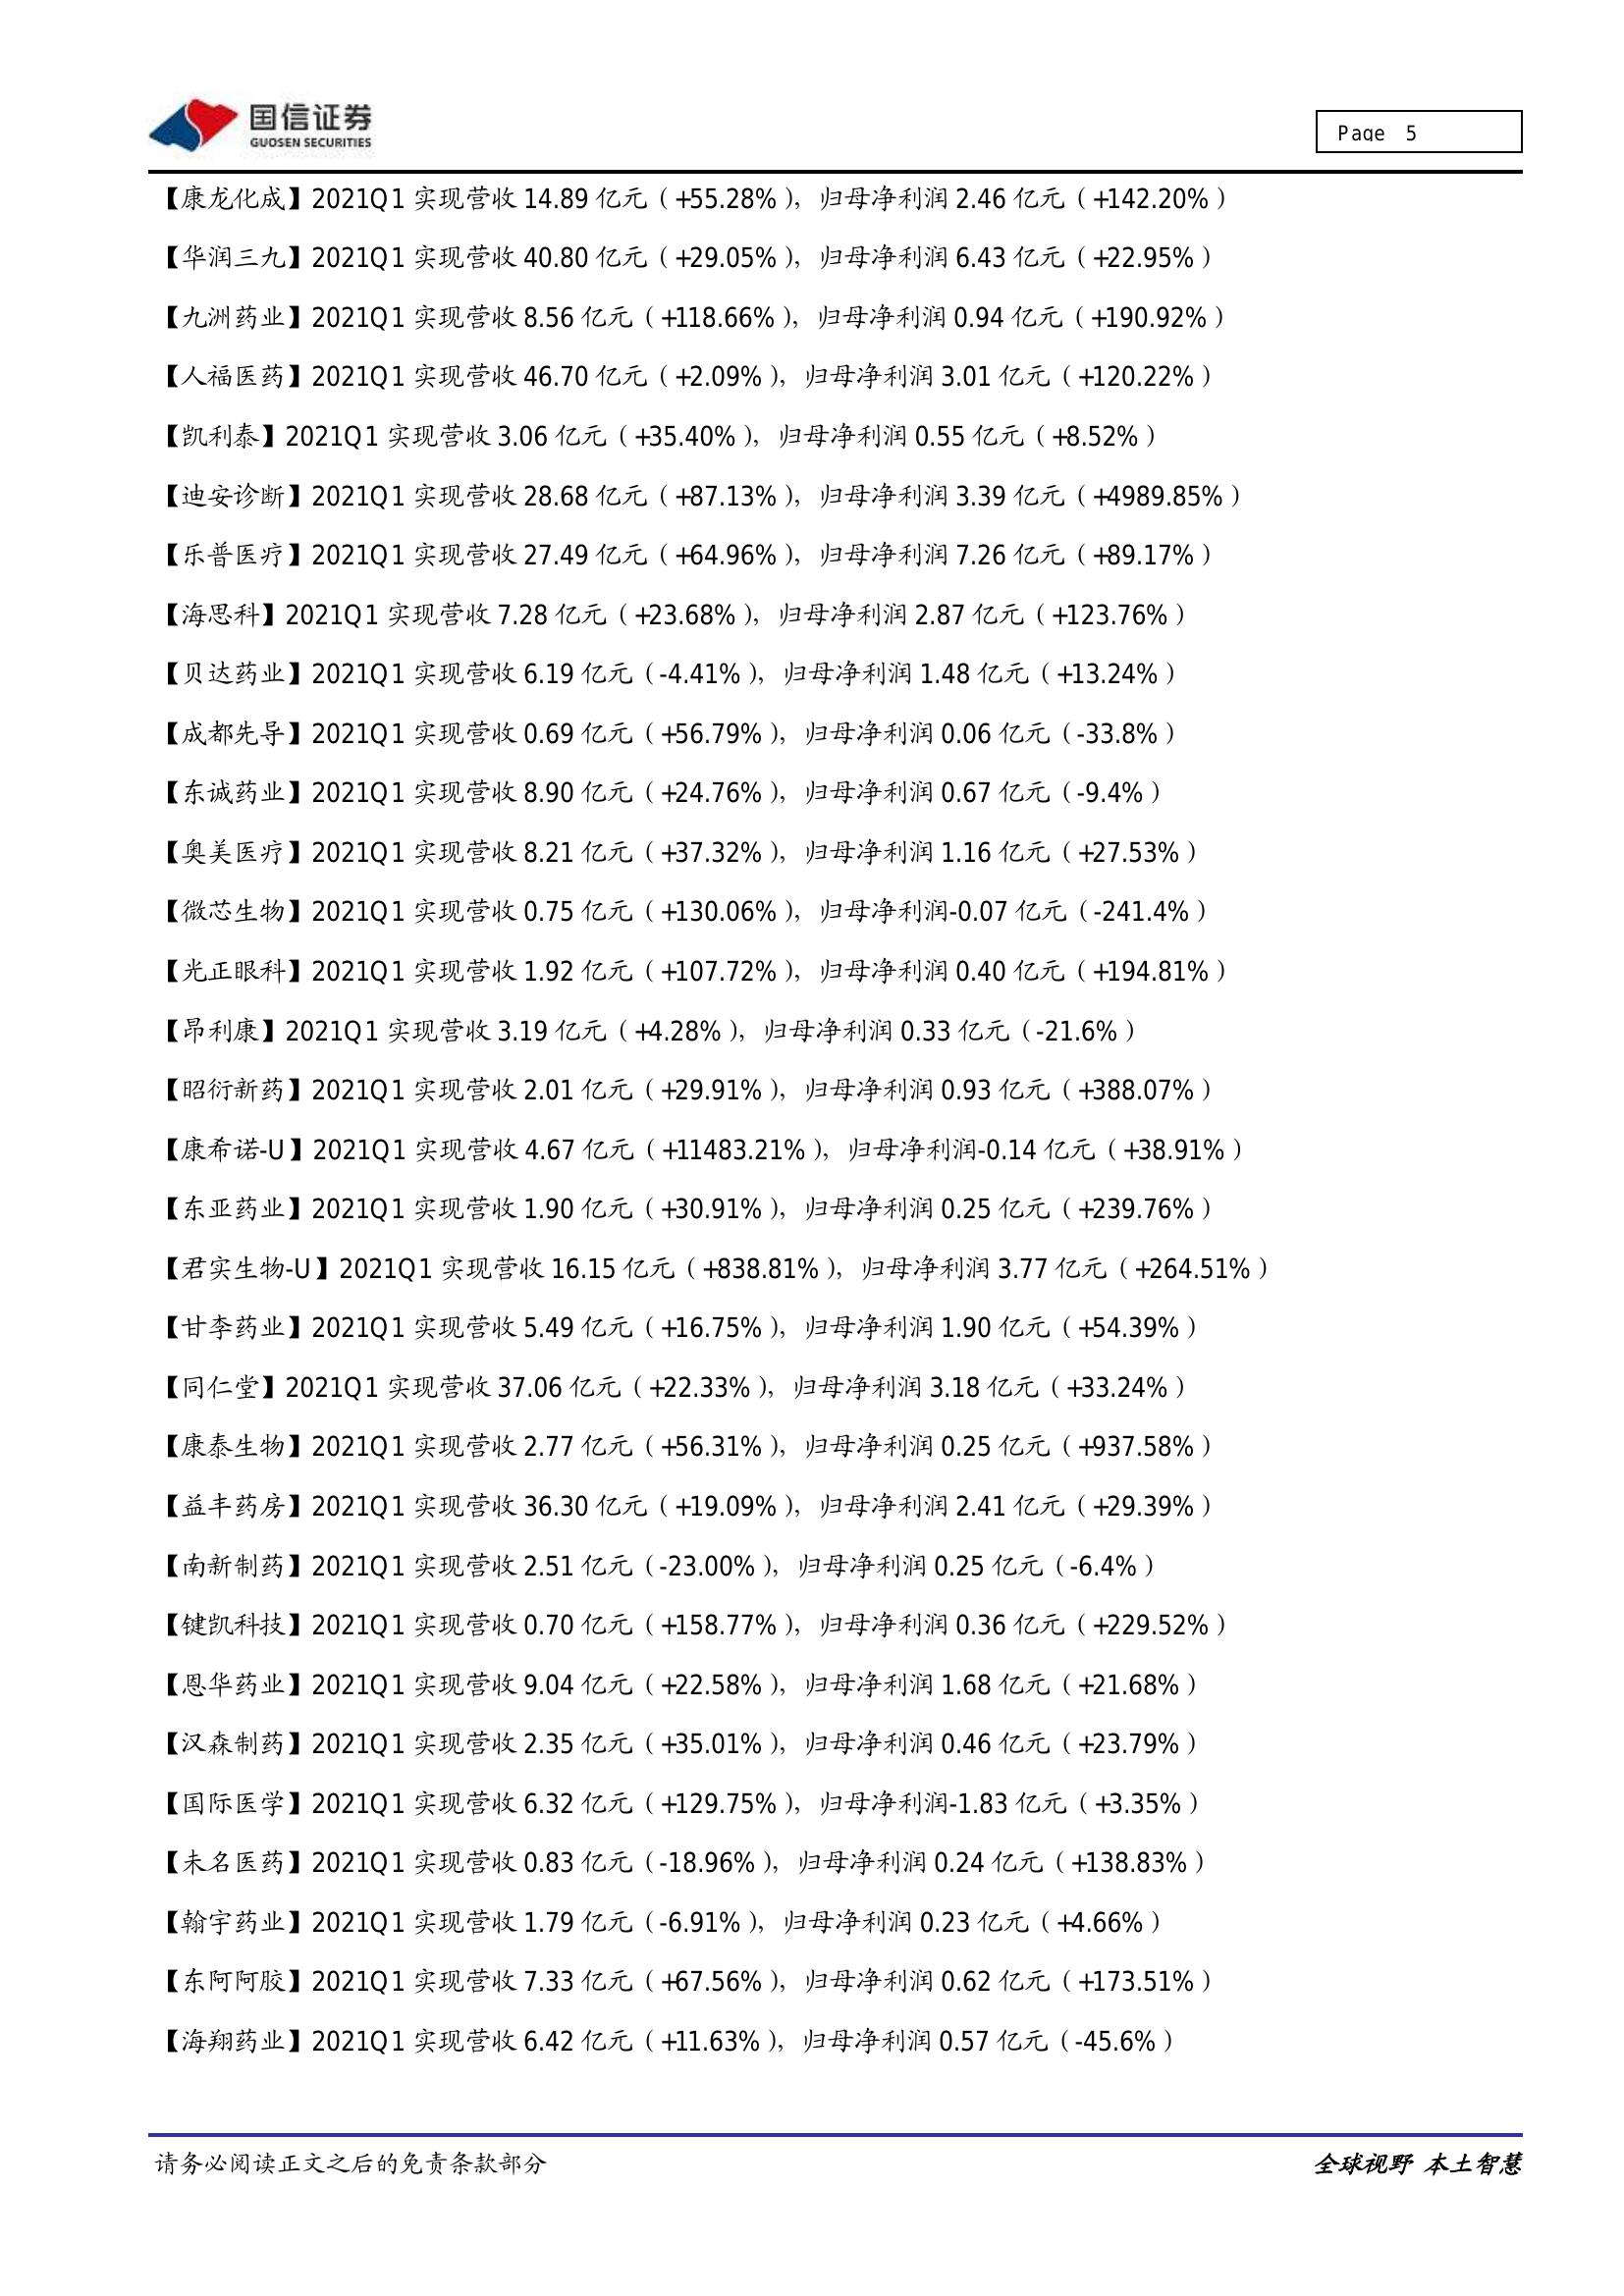 国信证券
GUOSEN SECURITIES
Page 5
【康龙化成】2021Q1 实现营收 14.89 亿元（+55.28%），归母净利润 2.46 亿元（+142.20%）
【华润三九】2021Q1 实现营收 40.80 亿元（+29.05%），归母净利润 6.43 亿元（+22.95%）
【九洲药业】2021Q1 实现营收 8.56 亿元（+118.66%），归母净利润 0.94 亿元（+190.92%）
【人福医药】2021Q1 实现营收 46.70 亿元（+2.09%），归母净利润 3.01 亿元（+120.22%）
【凯利泰】2021Q1 实现营收 3.06 亿元（+35.40%），归母净利润 0.55 亿元（+8.52%）
【迪安诊断】2021Q1 实现营收 28.68 亿元（+87.13%），归母净利润 3.39 亿元（+4989.85%）
【乐普医疗】2021Q1 实现营收 27.49 亿元（+64.96%），归母净利润 7.26 亿元（+89.17%）
【海思科】2021Q1 实现营收 7.28 亿元（+23.68%），归母净利润 2.87 亿元（+123.76%）
【贝达药业】2021Q1 实现营收 6.19 亿元（-4.41%），归母净利润 1.48 亿元（+13.24%）
【成都先导】2021Q1 实现营收 0.69 亿元（+56.79%），归母净利润 0.06 亿元（-33.8%）
【东诚药业】2021Q1 实现营收 8.90 亿元（+24.76%），归母净利润 0.67 亿元（-9.4%）
【奥美医疗】2021Q1 实现营收 8.21 亿元（+37.32%），归母净利润 1.16 亿元（+27.53%）
【微芯生物】2021Q1 实现营收 0.75 亿元（+130.06%），归母净利润-0.07 亿元（-241.4%）
【光正眼科】2021Q1 实现营收 1.92 亿元（+107.72%），归母净利润 0.40 亿元（+194.81%）
【昂利康】2021Q1 实现营收 3.19 亿元（+4.28%），归母净利润 0.33 亿元（-21.6%）
【昭衍新药】2021Q1 实现营收 2.01 亿元（+29.91%），归母净利润 0.93 亿元（+388.07%）
【康希诺-U】2021Q1 实现营收 4.67 亿元（+11483.21%），归母净利润-0.14 亿元（+38.91%）
【东亚药业】2021Q1 实现营收 1.90 亿元（+30.91%），归母净利润 0.25 亿元（+239.76%）
【君实生物-U】2021Q1 实现营收 16.15 亿元（+838.81%），归母净利润 3.77 亿元（+264.51%）
【甘李药业】2021Q1 实现营收 5.49 亿元（+16.75%），归母净利润 1.90 亿元（+54.39%）
【同仁堂】2021Q1 实现营收 37.06 亿元（+22.33%），归母净利润 3.18 亿元（+33.24%）
【康泰生物】2021Q1 实现营收 2.77 亿元（+56.31%），归母净利润 0.25 亿元（+937.58%）
【益丰药房】2021Q1 实现营收 36.30 亿元（+19.09%），归母净利润 2.41 亿元（+29.39%）
【南新制药】2021Q1 实现营收 2.51 亿元（-23.00%），归母净利润 0.25 亿元（-6.4%）
【键凯科技】2021Q1 实现营收 0.70 亿元（+158.77%），归母净利润 0.36 亿元（+229.52%）
【恩华药业】2021Q1 实现营收 9.04 亿元（+22.58%），归母净利润 1.68 亿元（+21.68%）
【汉森制药】2021Q1 实现营收 2.35 亿元（+35.01%），归母净利润 0.46 亿元（+23.79%）
【国际医学】2021Q1 实现营收 6.32 亿元（+129.75%），归母净利润-1.83 亿元（+3.35%）
【未名医药】2021Q1 实现营收 0.83 亿元（-18.96%），归母净利润 0.24 亿元（+138.83%）
【翰宇药业】2021Q1 实现营收 1.79 亿元（-6.91%），归母净利润 0.23 亿元（+4.66%）
【东阿阿胶】2021Q1 实现营收 7.33 亿元（+67.56%），归母净利润 0.62 亿元（+173.51%）
【海翔药业】2021Q1 实现营收 6.42 亿元（+11.63%），归母净利润 0.57 亿元（-45.6%）
请务必阅读正文之后的免责条款部分
全球视野 本土智慧